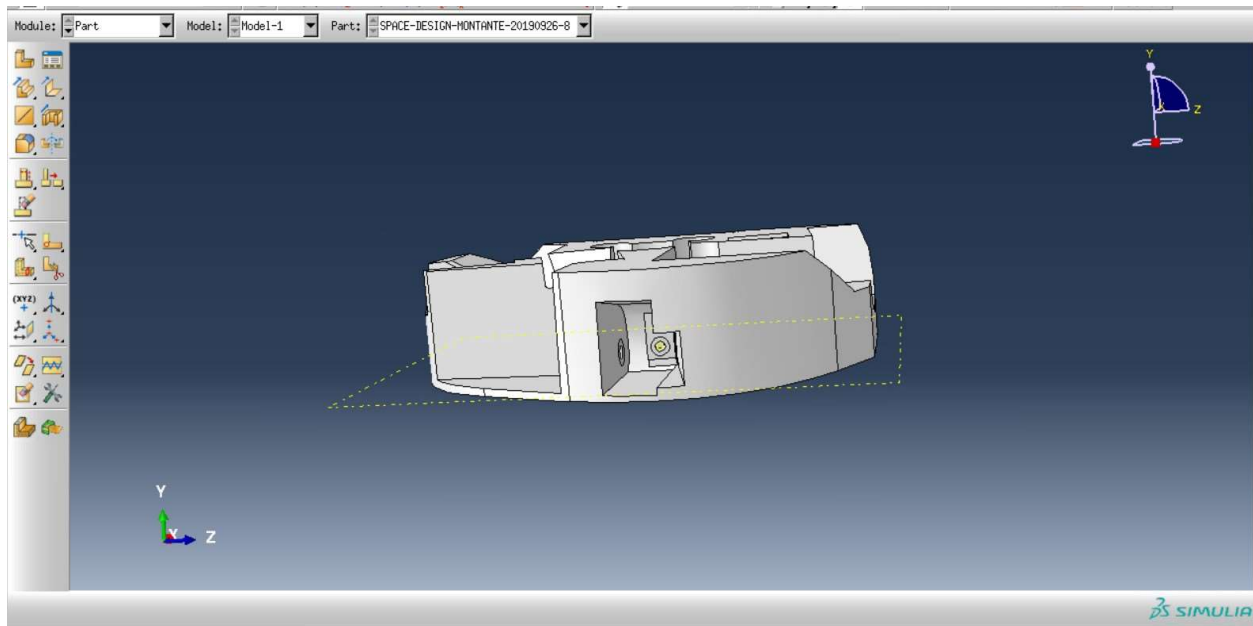 Module: Part Model: Model-1 Part: SPACE-DESIGN-MONTANTE-20190926-8
Y
Z
(XYZ)
Y
X Z
SIMULIA